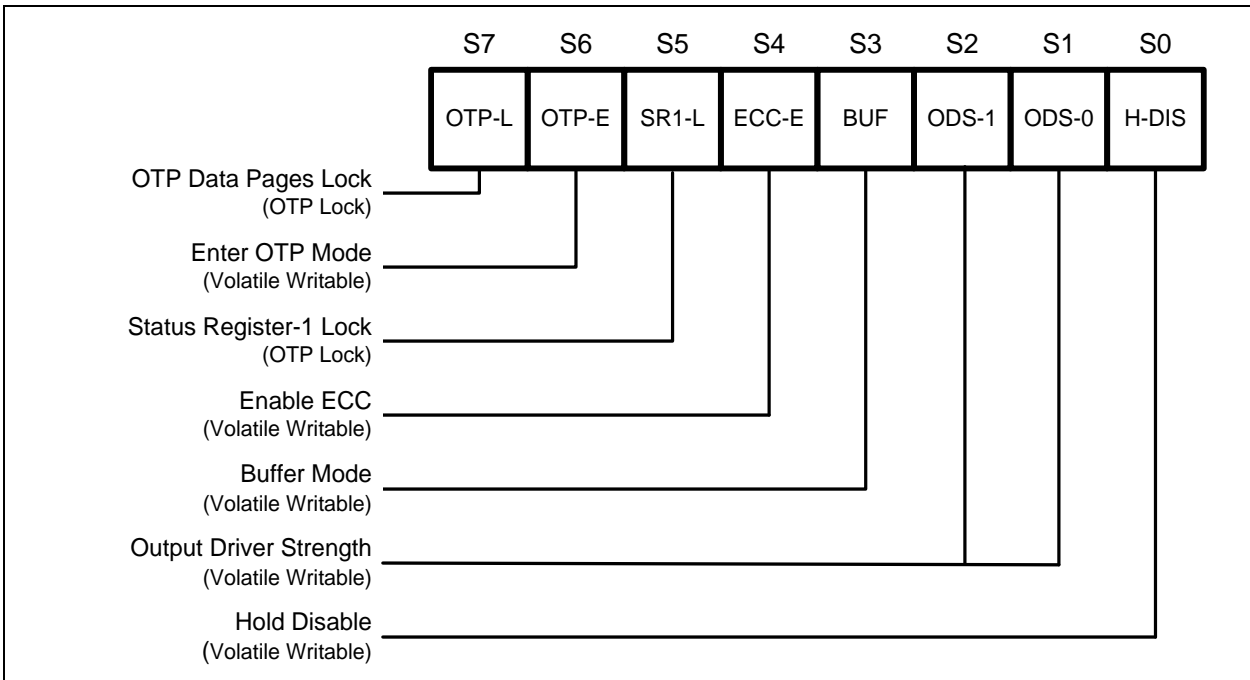 S7 S6 S5 S4 S3 S2 S1 S0
OTP-L OTP-E SR1-L ECC-E BUF ODS-1 ODS-0 H-DIS
OTP Data Pages Lock
(OTP Lock)
Enter OTP Mode
(Volatile Writable)
Status Register-1 Lock
(OTP Lock)
Enable ECC
(Volatile Writable)
Buffer Mode
(Volatile Writable)
Output Driver Strength
(Volatile Writable)
Hold Disable
(Volatile Writable)